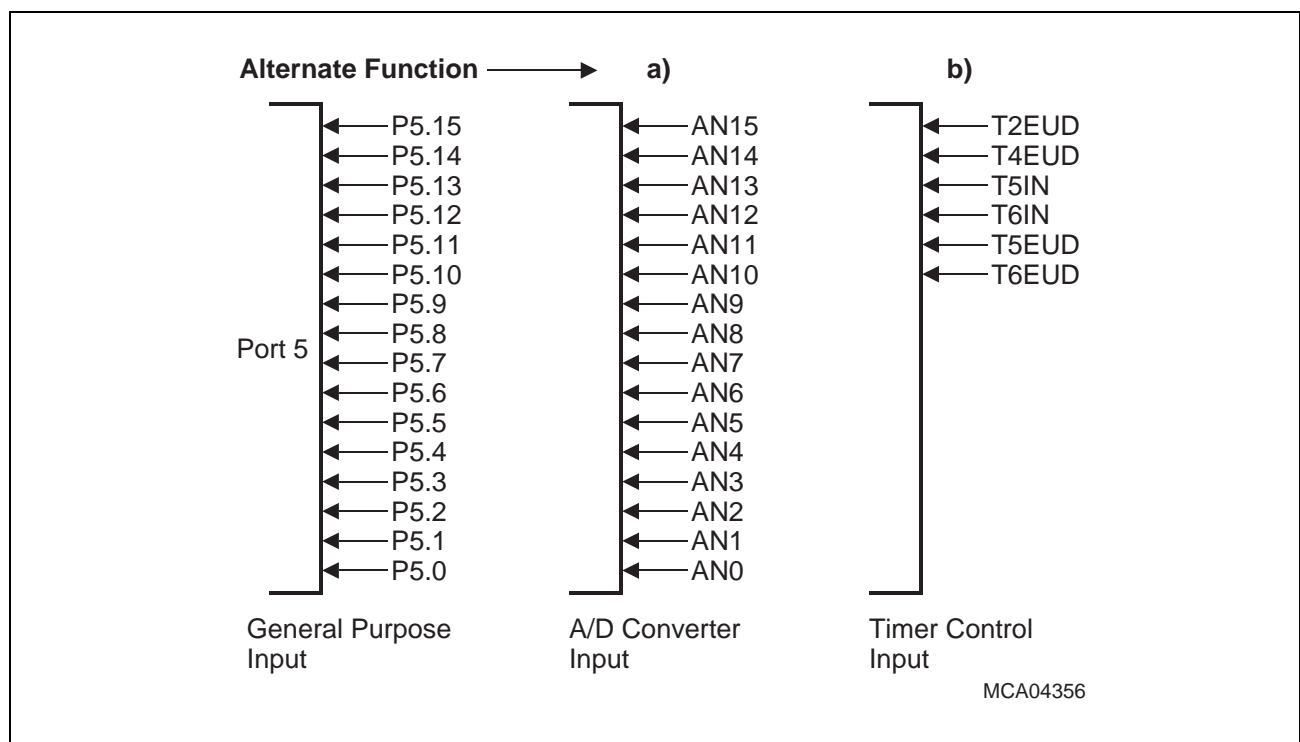 Alternate Function a) b)
P5.15 AN15 T2EUD
P5.14 AN14 T4EUD
P5.13 AN13 T5IN
P5.12 AN12 T6IN
P5.11 AN11 T5EUD
P5.10 AN10 T6EUD
P5.9 AN9
P5.8 AN8
Port 5
P5.7 AN7
P5.6 AN6
P5.5 AN5
P5.4 AN4
P5.3 AN3
P5.2 AN2
P5.1 AN1
P5.0 AN0
General Purpose Input
A/D Converter Input
Timer Control Input
MCA04356